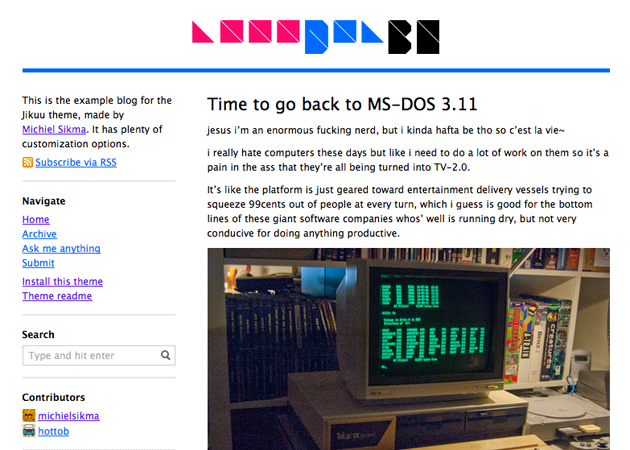 Time to go back to MS-DOS 3.11
This is the example blog for the
Jikuu theme, made by
Michiel Sikma. It has plenty of
customization options.
Subscribe via RSS
Navigate
Home
Archive
Ask me anything
Submit
Install this theme
Theme readme
Search
Type and hit enter
Contributors
michielsikma
hottob
jesus i'm an enormous fucking nerd, but i kinda hafta be tho so c'est la vie~
i really hate computers these days but like i need to do a lot of work on them so it's a
pain in the ass that they're all being turned into TV-2.0.
It's like the platform is just geared toward entertainment delivery vessels trying to
squeeze 99cents out of people at every turn, which i guess is good for the bottom
lines of these giant software companies whos' well is running dry, but not very
conducive for doing anything productive.
Tulip
creatures